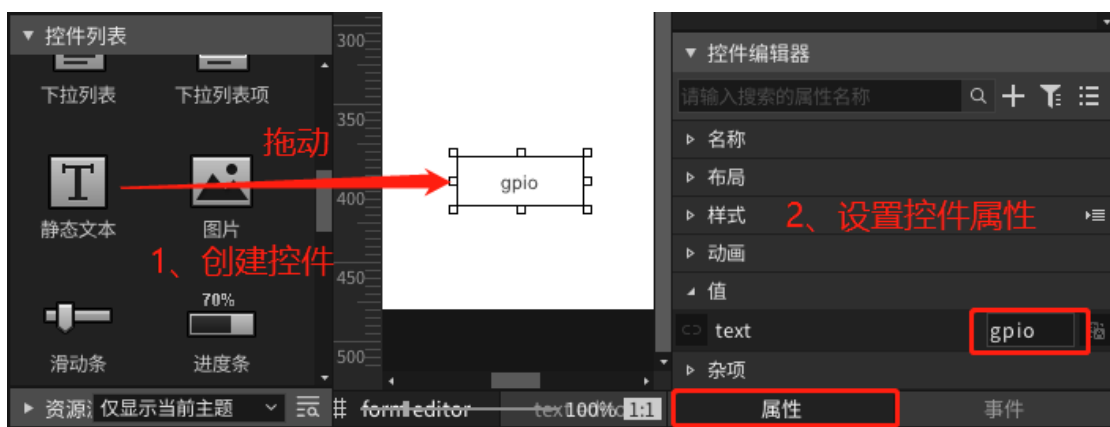 控件列表
下拉列表
下拉列表项
静态文本
图片
滑动条
70%
进度条
资源
仅显示当前主题
拖动
1、创建控件
300
350
400
450
500
gpio
form editor
100%
1:1
控件编辑器
请输入搜索的属性名称
名称
布局
样式
2、设置控件属性
动画
值
text
gpio
杂项
属性
事件